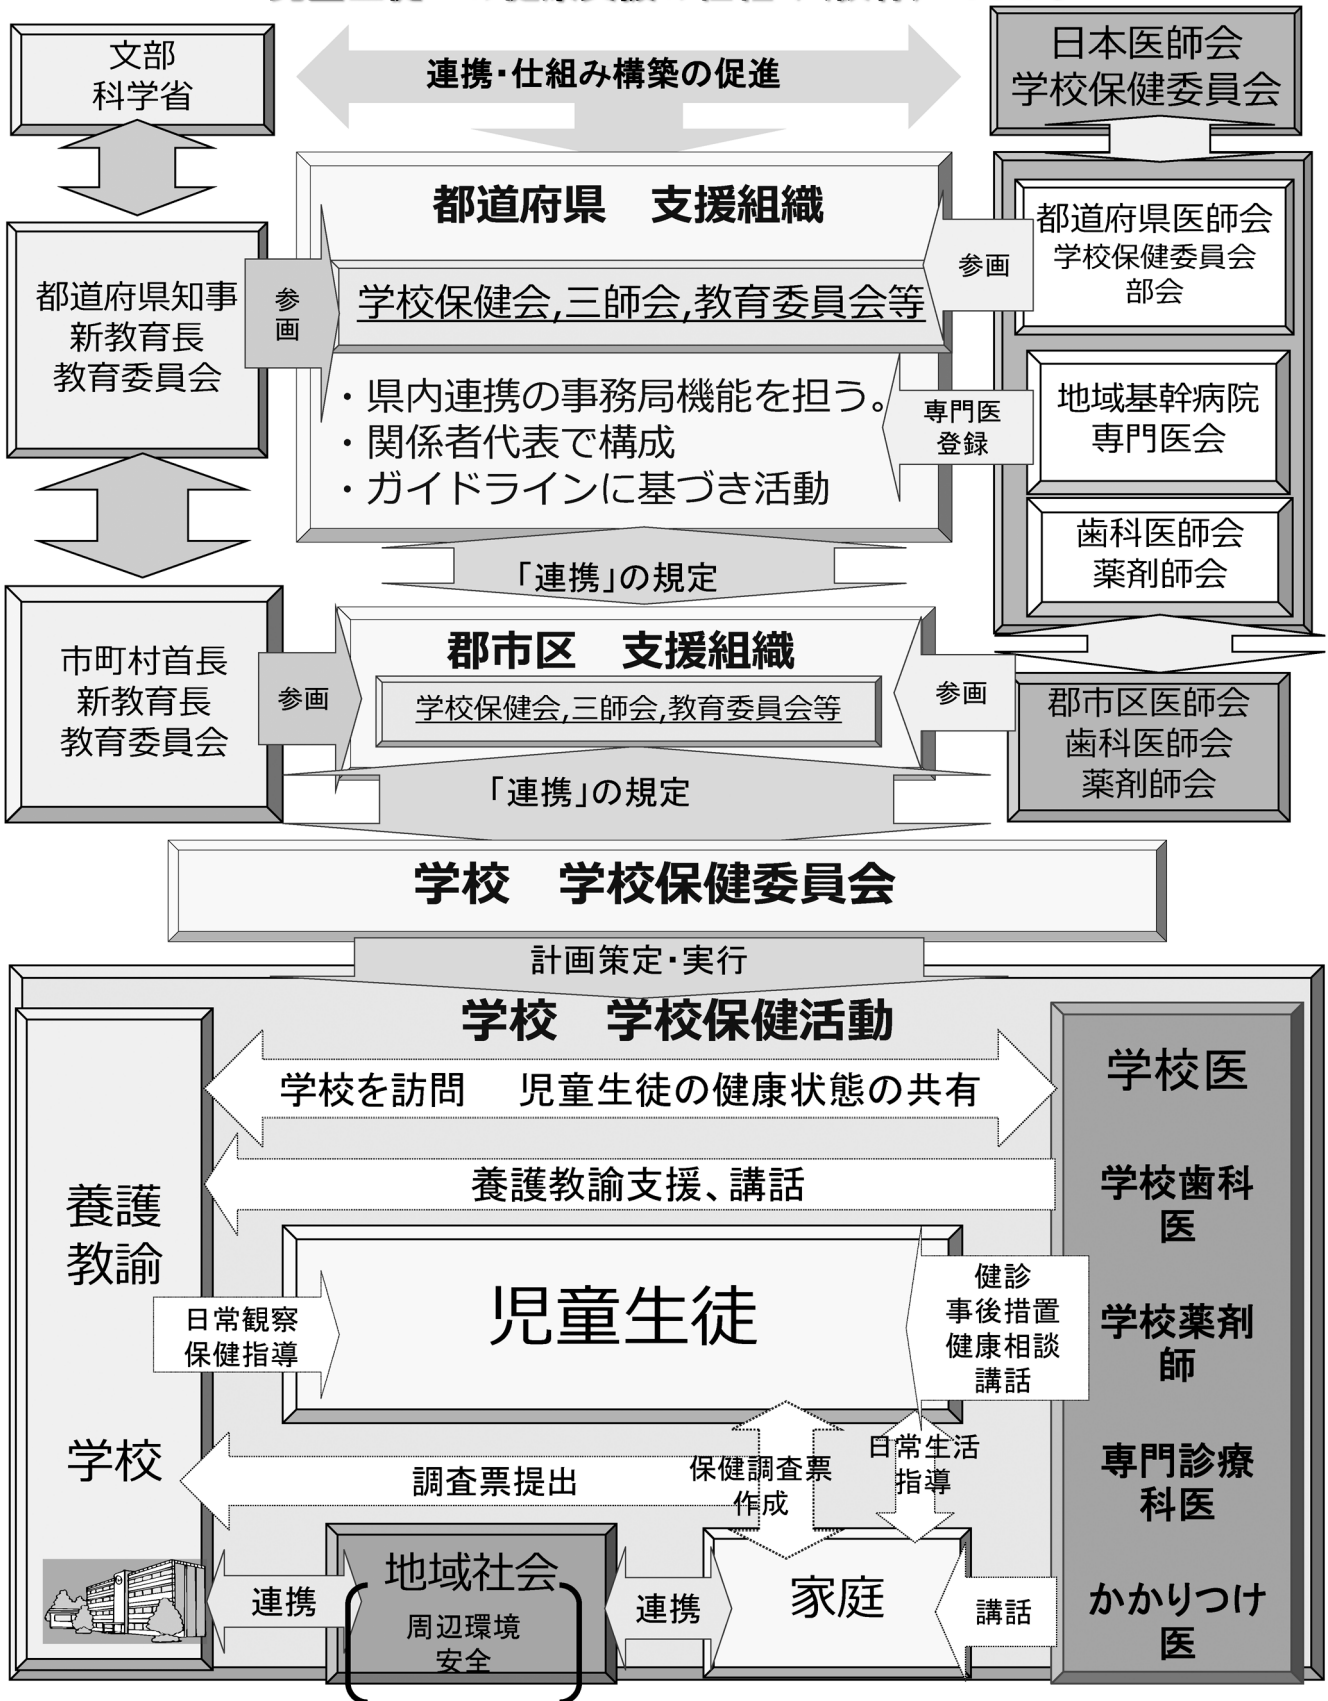 文部
科学省
連携・仕組み構築の促進
日本医師会
学校保健委員会
都道府県　支援組織
学校保健会,三師会,教育委員会等
・県内連携の事務局機能を担う。
・関係者代表で構成
・ガイドラインに基づき活動
都道府県知事
新教育長
教育委員会
参
画
参画
都道府県医師会
学校保健委員会
部会
専門医
登録
地域基幹病院
専門医会
歯科医師会
薬剤師会
「連携」の規定
市町村首長
新教育長
教育委員会
参画
郡市区　支援組織
学校保健会,三師会,教育委員会等
参画
郡市区医師会
歯科医師会
薬剤師会
「連携」の規定
学校　学校保健委員会
計画策定・実行
学校　学校保健活動
学校を訪問　児童生徒の健康状態の共有
養護教諭支援、講話
養護
教諭
学校
日常観察
保健指導
児童生徒
健診
事後措置
健康相談
講話
学校医
学校歯科
医
学校薬剤
師
専門診療
科医
かかりつけ
医
調査票提出
保健調査票
作成
日常生活
指導
連携
地域社会
周辺環境
安全
連携
家庭
講話